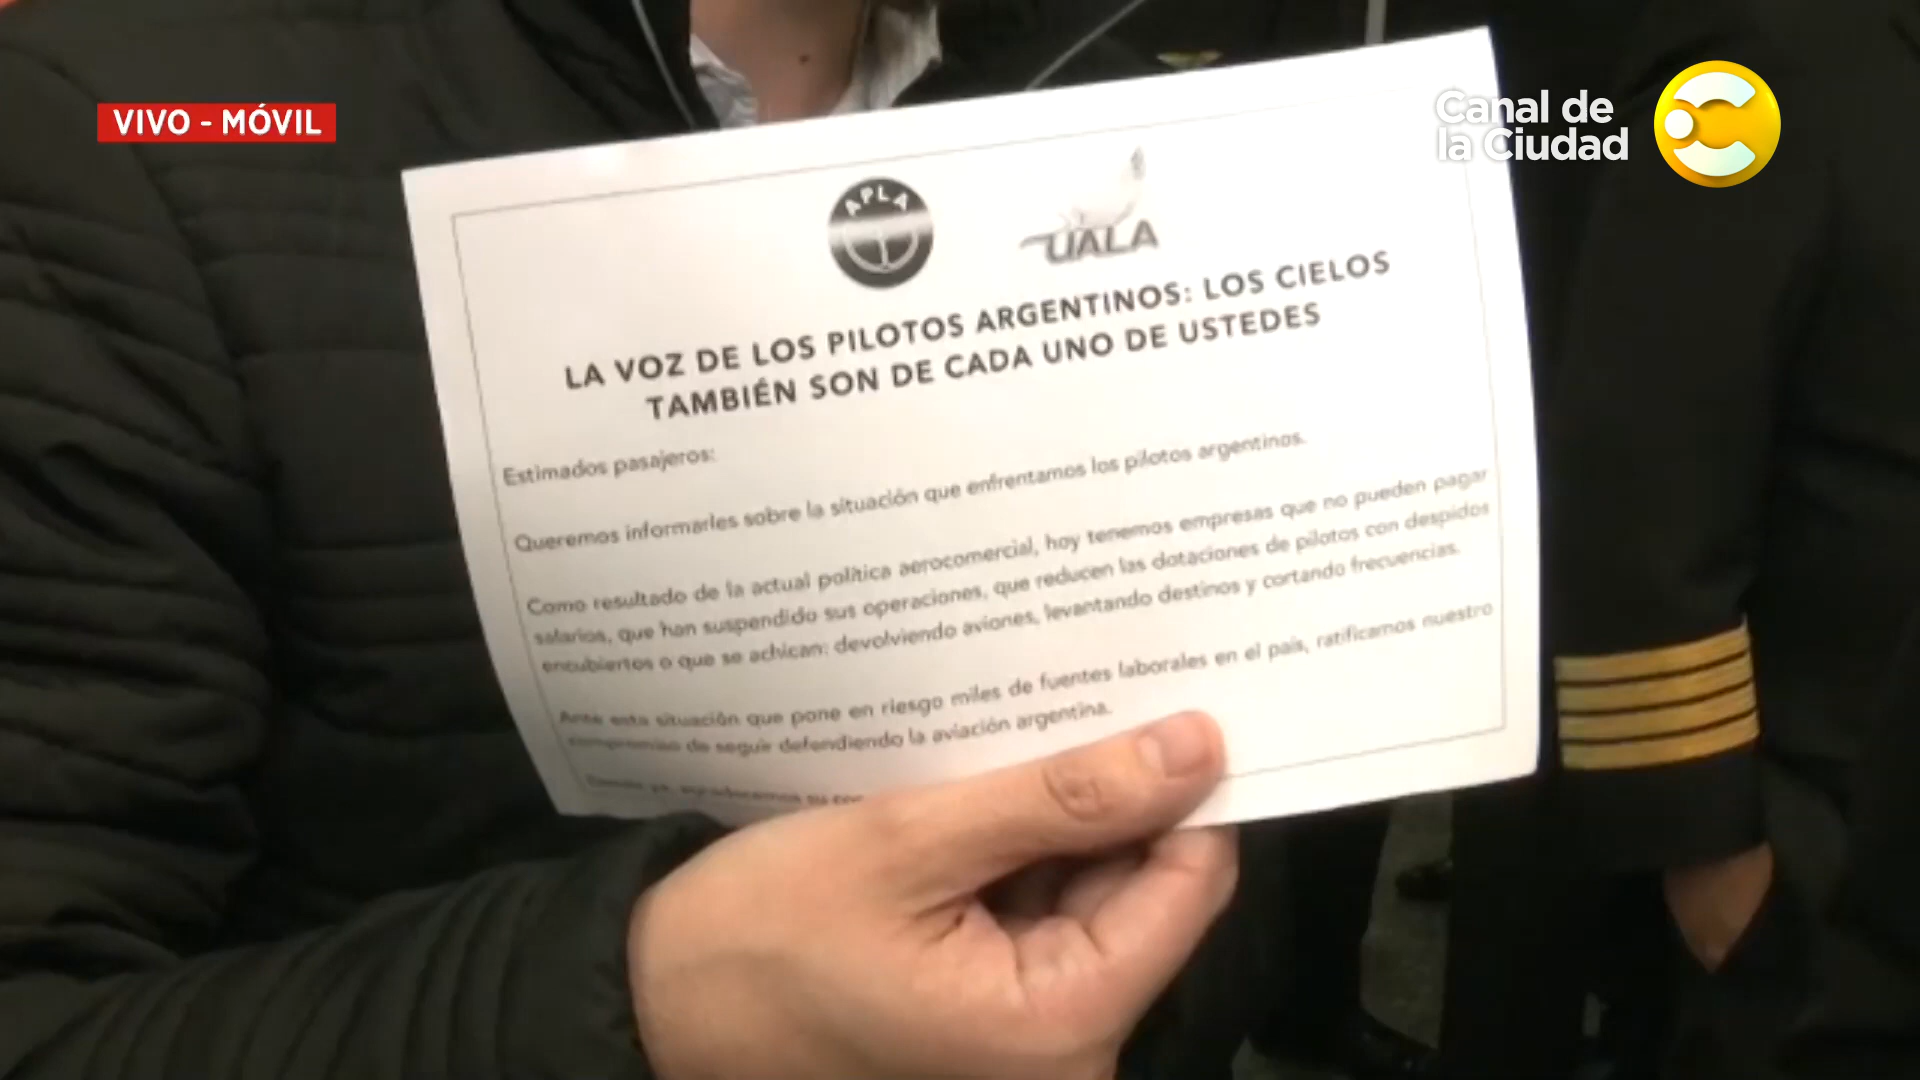 VIVO - MÓVIL
Canal de
la Ciudad
APLA
UALA
LA VOZ DE LOS PILOTOS ARGENTINOS: LOS CIELOS
TAMBIÉN SON DE CADA UNO DE USTEDES
Estimados pasajeros:
Queremos informarles sobre la situación que enfrentamos los pilotos argentinos.
Como resultado de la actual política aerocomercial, hoy tenemos empresas que no pueden pagar
salarios, que han suspendido sus operaciones, que reducen las dotaciones de pilotos con despidos
encubiertos o que se achican: devolviendo aviones, levantando destinos y cortando frecuencias.
Ante esta situación que pone en riesgo miles de fuentes laborales en el país, ratificamos nuestro
compromiso de seguir defendiendo la aviación argentina.